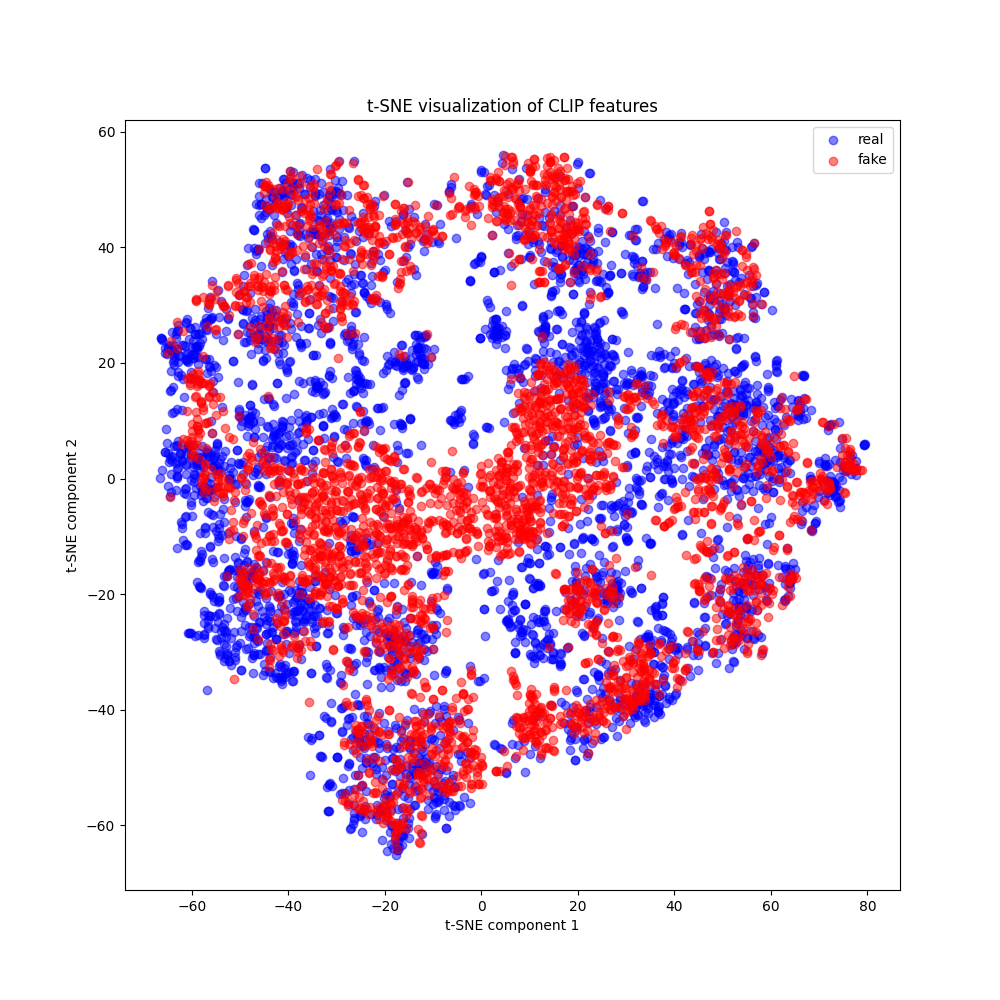 t-SNE visualization of CLIP features
real
fake
60
40
20
0
−20
−40
−60
t-SNE component 2
−60 −40 −20 0 20 40 60 80
t-SNE component 1